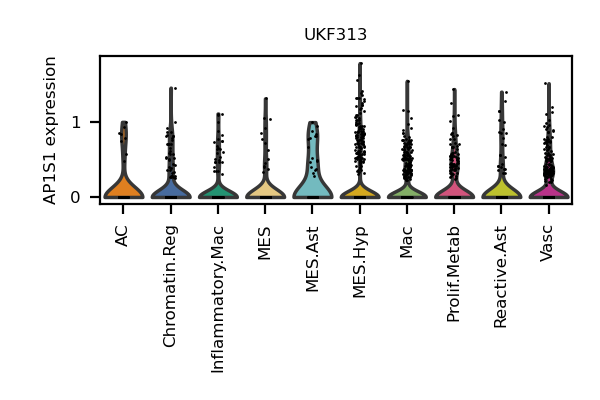 UKF313
AP1S1 expression
1
0
AC
Chromatin.Reg
Inflammatory.Mac
MES
MES.Ast
MES.Hyp
Mac
Prolif.Metab
Reactive.Ast
Vasc